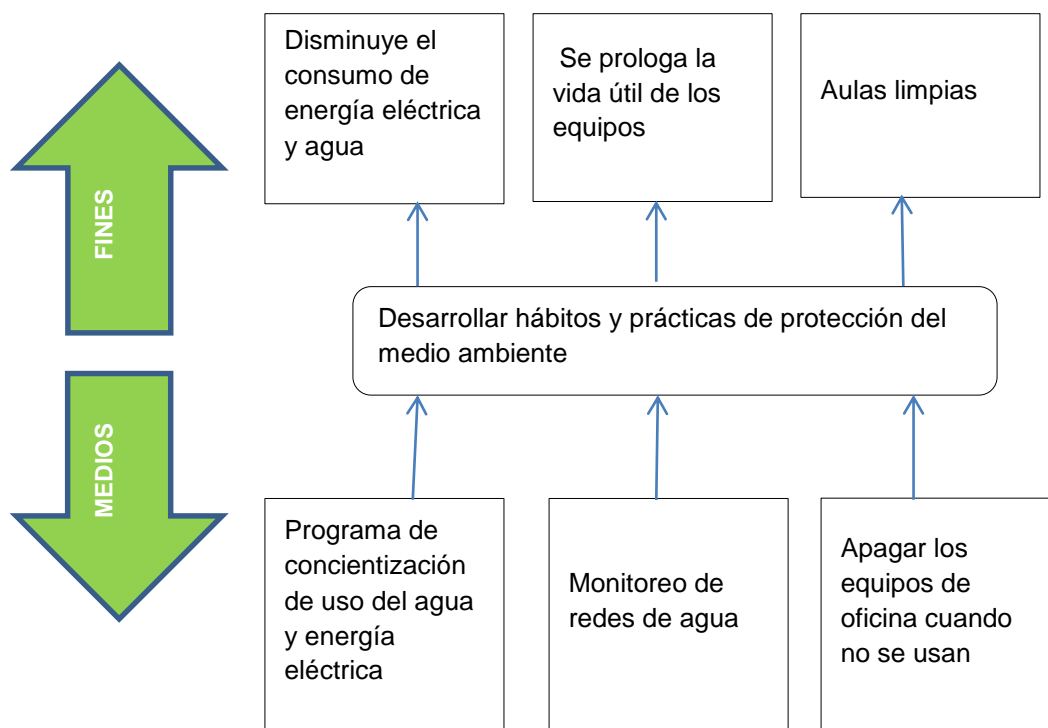 Disminuye el
consumo de
energía eléctrica
y agua
Se prologa la
vida útil de los
equipos
Aulas limpias
FINES
Desarrollar hábitos y prácticas de protección del
medio ambiente
MEDIOS
Programa de
concientización
de uso del agua
y energía
eléctrica
Monitoreo de
redes de agua
Apagar los
equipos de
oficina cuando
no se usan